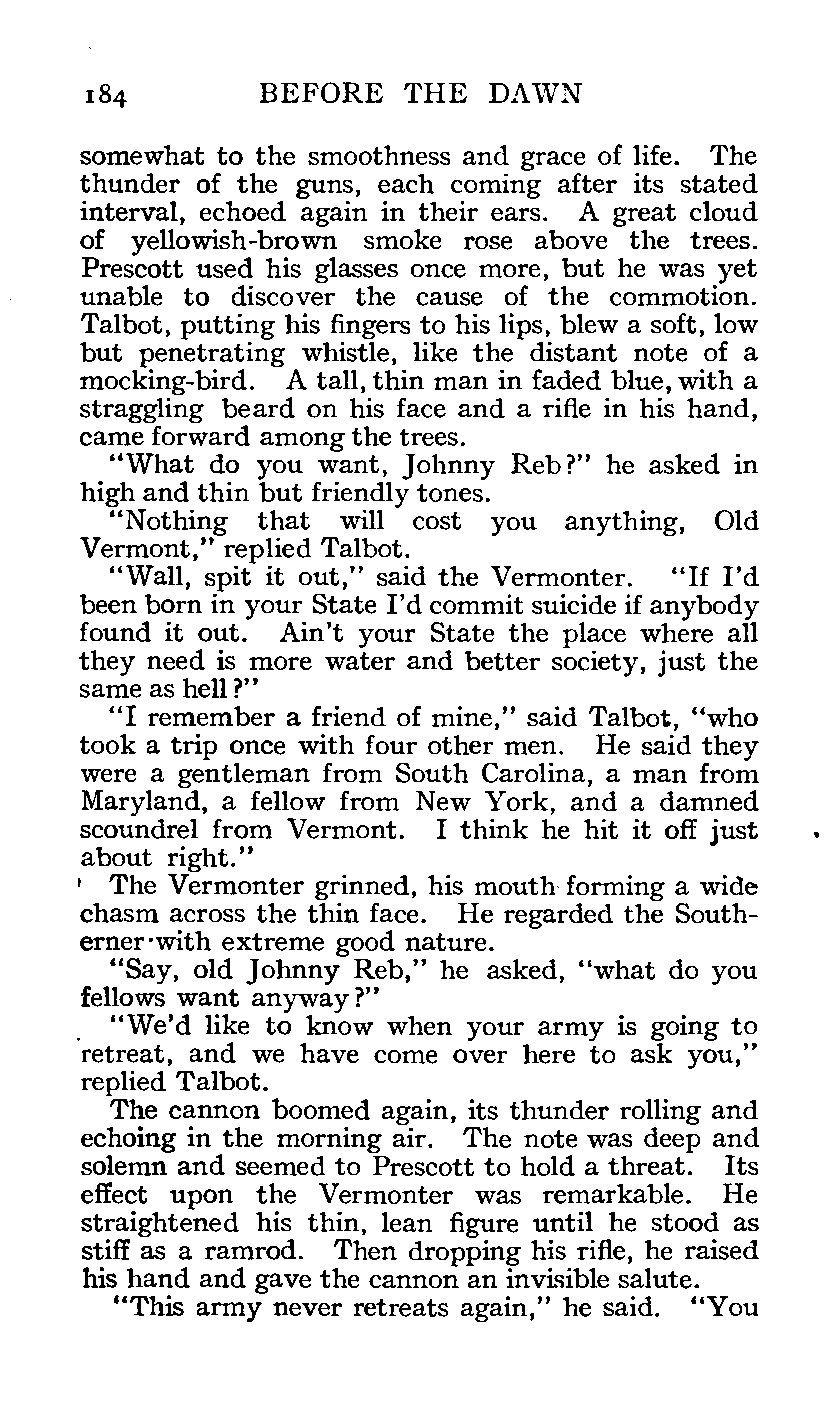 184 BEFORE THE DAWN
somewhat to the smoothness and grace of life. The
thunder of the guns, each coming after its stated
interval, echoed again in their ears. A great cloud
of yellowish-brown smoke rose above the trees.
Prescott used his glasses once more, but he was yet
unable to discover the cause of the commotion.
Talbot, putting his fingers to his lips, blew a soft, low
but penetrating whistle, like the distant note of a
mocking-bird. A tall, thin man in faded blue, with a
straggling beard on his face and a rifle in his hand,
came forward among the trees.
"What do you want, Johnny Reb?" he asked in
high and thin but friendly tones.
"Nothing that will cost you anything, Old
Vermont," replied Talbot.
"Wall, spit it out," said the Vermonter. "If I'd
been born in your State I'd commit suicide if anybody
found it out. Ain't your State the place where all
they need is more water and better society, just the
same as hell?"
"I remember a friend of mine," said Talbot, "who
took a trip once with four other men. He said they
were a gentleman from South Carolina, a man from
Maryland, a fellow from New York, and a damned
scoundrel from Vermont. I think he hit it off just
about right."
The Vermonter grinned, his mouth forming a wide
chasm across the thin face. He regarded the South-
erner with extreme good nature.
"Say, old Johnny Reb," he asked, "what do you
fellows want anyway?"
"We'd like to know when your army is going to
retreat, and we have come over here to ask you,"
replied Talbot.
The cannon boomed again, its thunder rolling and
echoing in the morning air. The note was deep and
solemn and seemed to Prescott to hold a threat. Its
effect upon the Vermonter was remarkable. He
straightened his thin, lean figure until he stood as
stiff as a ramrod. Then dropping his rifle, he raised
his hand and gave the cannon an invisible salute.
"This army never retreats again," he said. "You